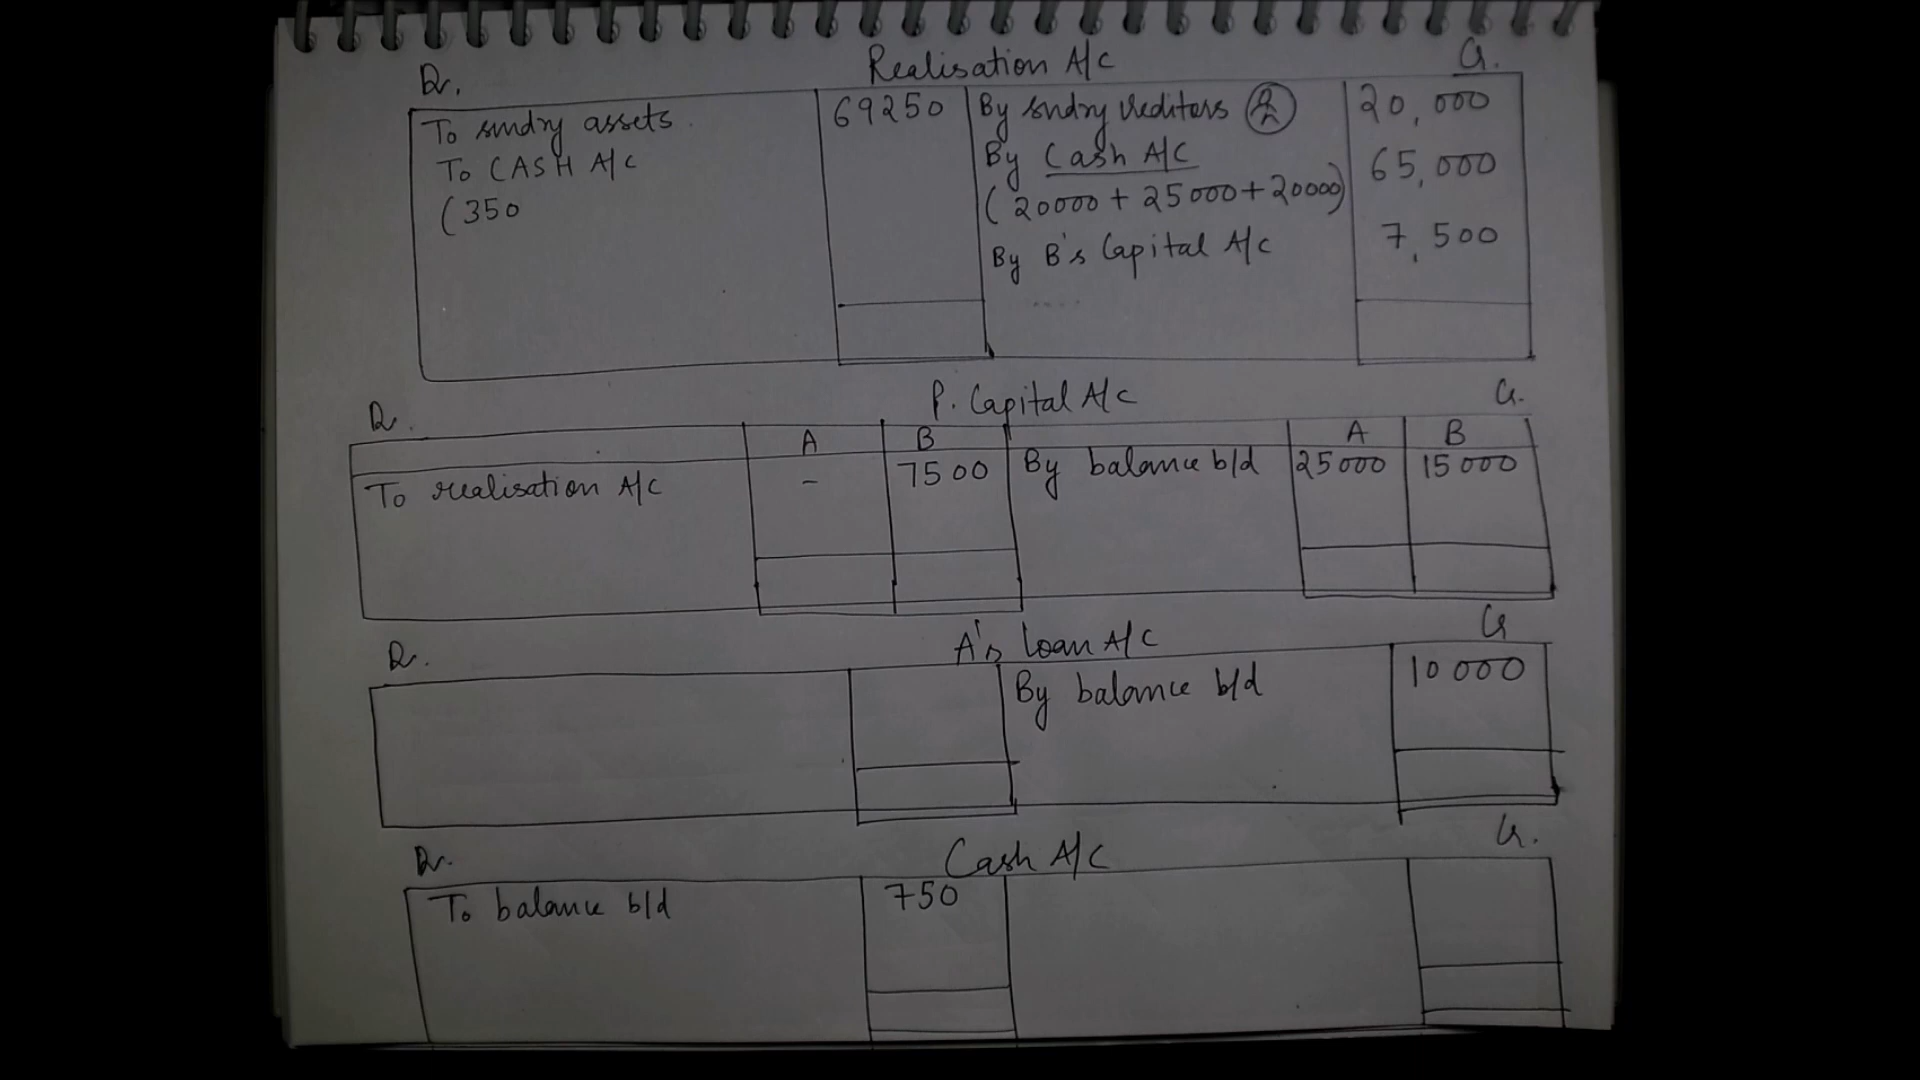 Realisation A/c
Dr. Cr.
To sundry assets 69250 By sndry creditors 20,000
To CASH A/c By Cash A/C 65,000
(350 (20000 + 25000 + 20000)
By B's Capital A/c 7,500
P. Capital A/c
Dr. Cr.
A B A B
To realisation A/c - 7500 By balance b/d 25000 15000
A's loan A/c
Dr. Cr
By balance b/d 10000
Cash A/c
Dr. Cr.
To balance b/d 750